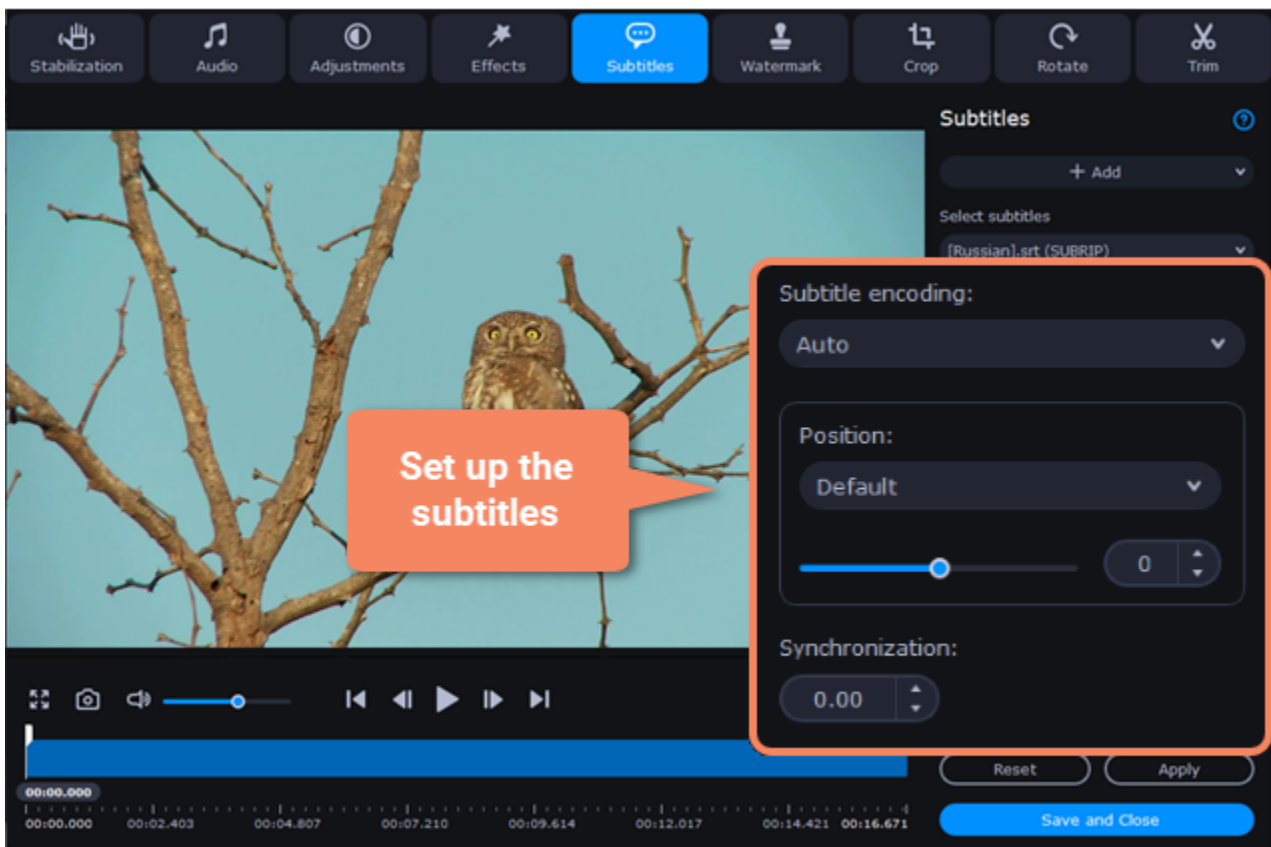 Stabilization
Audio
Adjustments
Effects
Subtitles
Watermark
Crop
Rotate
Trim
Subtitles
?
+ Add
Select subtitles
[Russian].srt (SUBRIP)
Subtitle encoding:
Auto
Position:
Default
0
Synchronization:
0.00
Set up the
subtitles
Reset
Apply
00:00.000
00:00.000 00:02.403 00:04.807 00:07.210 00:09.614 00:12.017 00:14.421 00:16.671
Save and Close